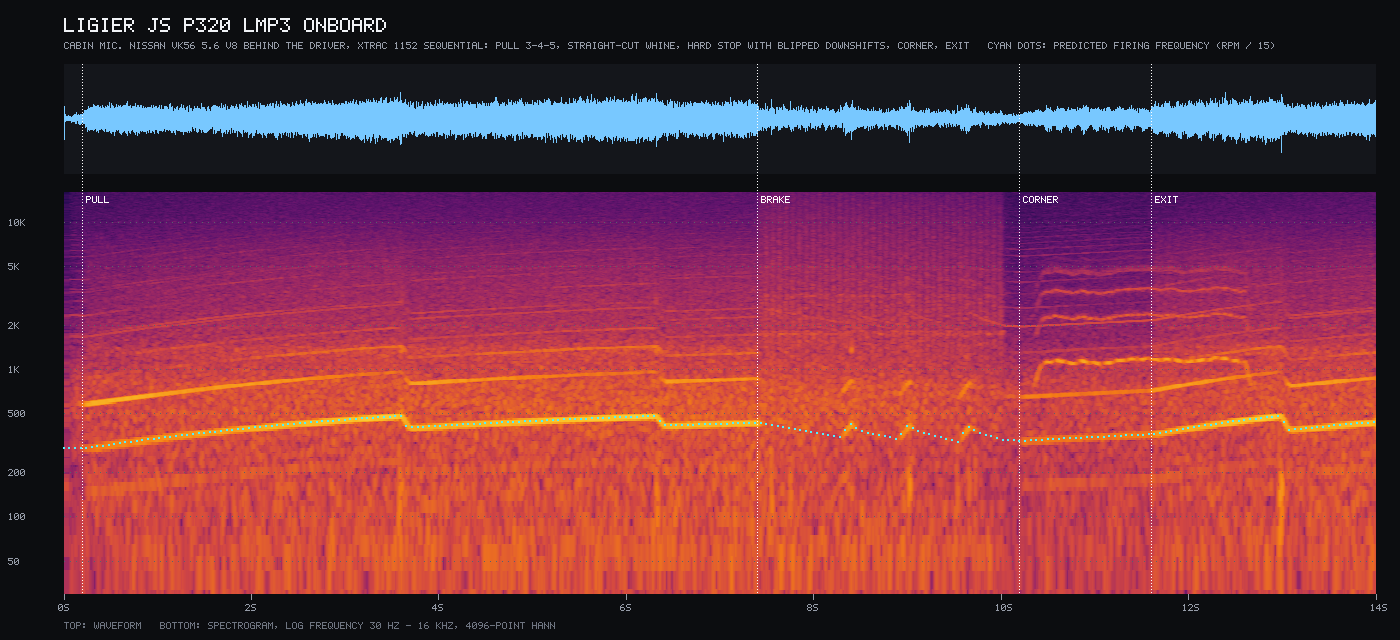 LIGIER JS P320 LMP3 ONBOARD
CABIN MIC. NISSAN VK56 5.6 V8 BEHIND THE DRIVER, XTRAC 1152 SEQUENTIAL: PULL 3-4-5, STRAIGHT-CUT WHINE, HARD STOP WITH BLIPPED DOWNSHIFTS, CORNER, EXIT   CYAN DOTS: PREDICTED FIRING FREQUENCY (RPM / 15)
PULL BRAKE CORNER EXIT
10K
5K
2K
1K
500
200
100
50
0S 2S 4S 6S 8S 10S 12S 14S
TOP: WAVEFORM   BOTTOM: SPECTROGRAM, LOG FREQUENCY 30 HZ - 16 KHZ, 4096-POINT HANN